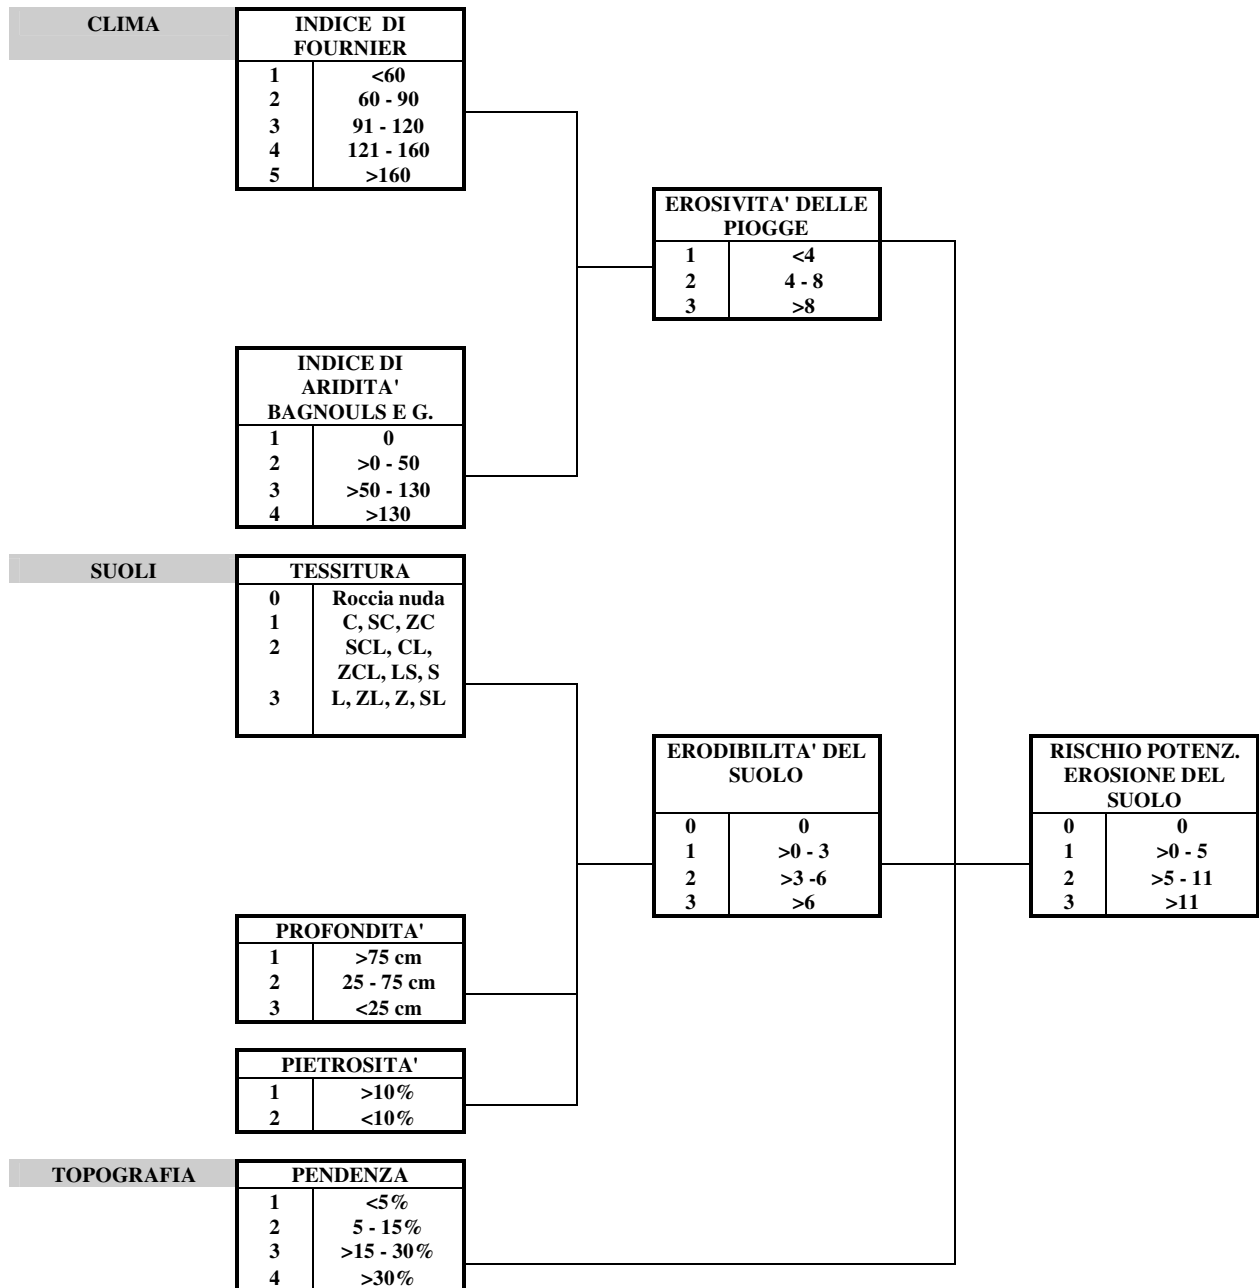 CLIMA
INDICE DI
FOURNIER
1 <60
2 60 - 90
3 91 - 120
4 121 - 160
5 >160
EROSIVITA' DELLE
PIOGGE
1 <4
2 4 - 8
3 >8
INDICE DI
ARIDITA'
BAGNOULS E G.
1 0
2 >0 - 50
3 >50 - 130
4 >130
SUOLI
TESSITURA
0 Roccia nuda
1 C, SC, ZC
2 SCL, CL,
ZCL, LS, S
3 L, ZL, Z, SL
ERODIBILITA' DEL
SUOLO
0 0
1 >0 - 3
2 >3 -6
3 >6
RISCHIO POTENZ.
EROSIONE DEL
SUOLO
0 0
1 >0 - 5
2 >5 - 11
3 >11
PROFONDITA'
1 >75 cm
2 25 - 75 cm
3 <25 cm
PIETROSITA'
1 >10%
2 <10%
TOPOGRAFIA
PENDENZA
1 <5%
2 5 - 15%
3 >15 - 30%
4 >30%